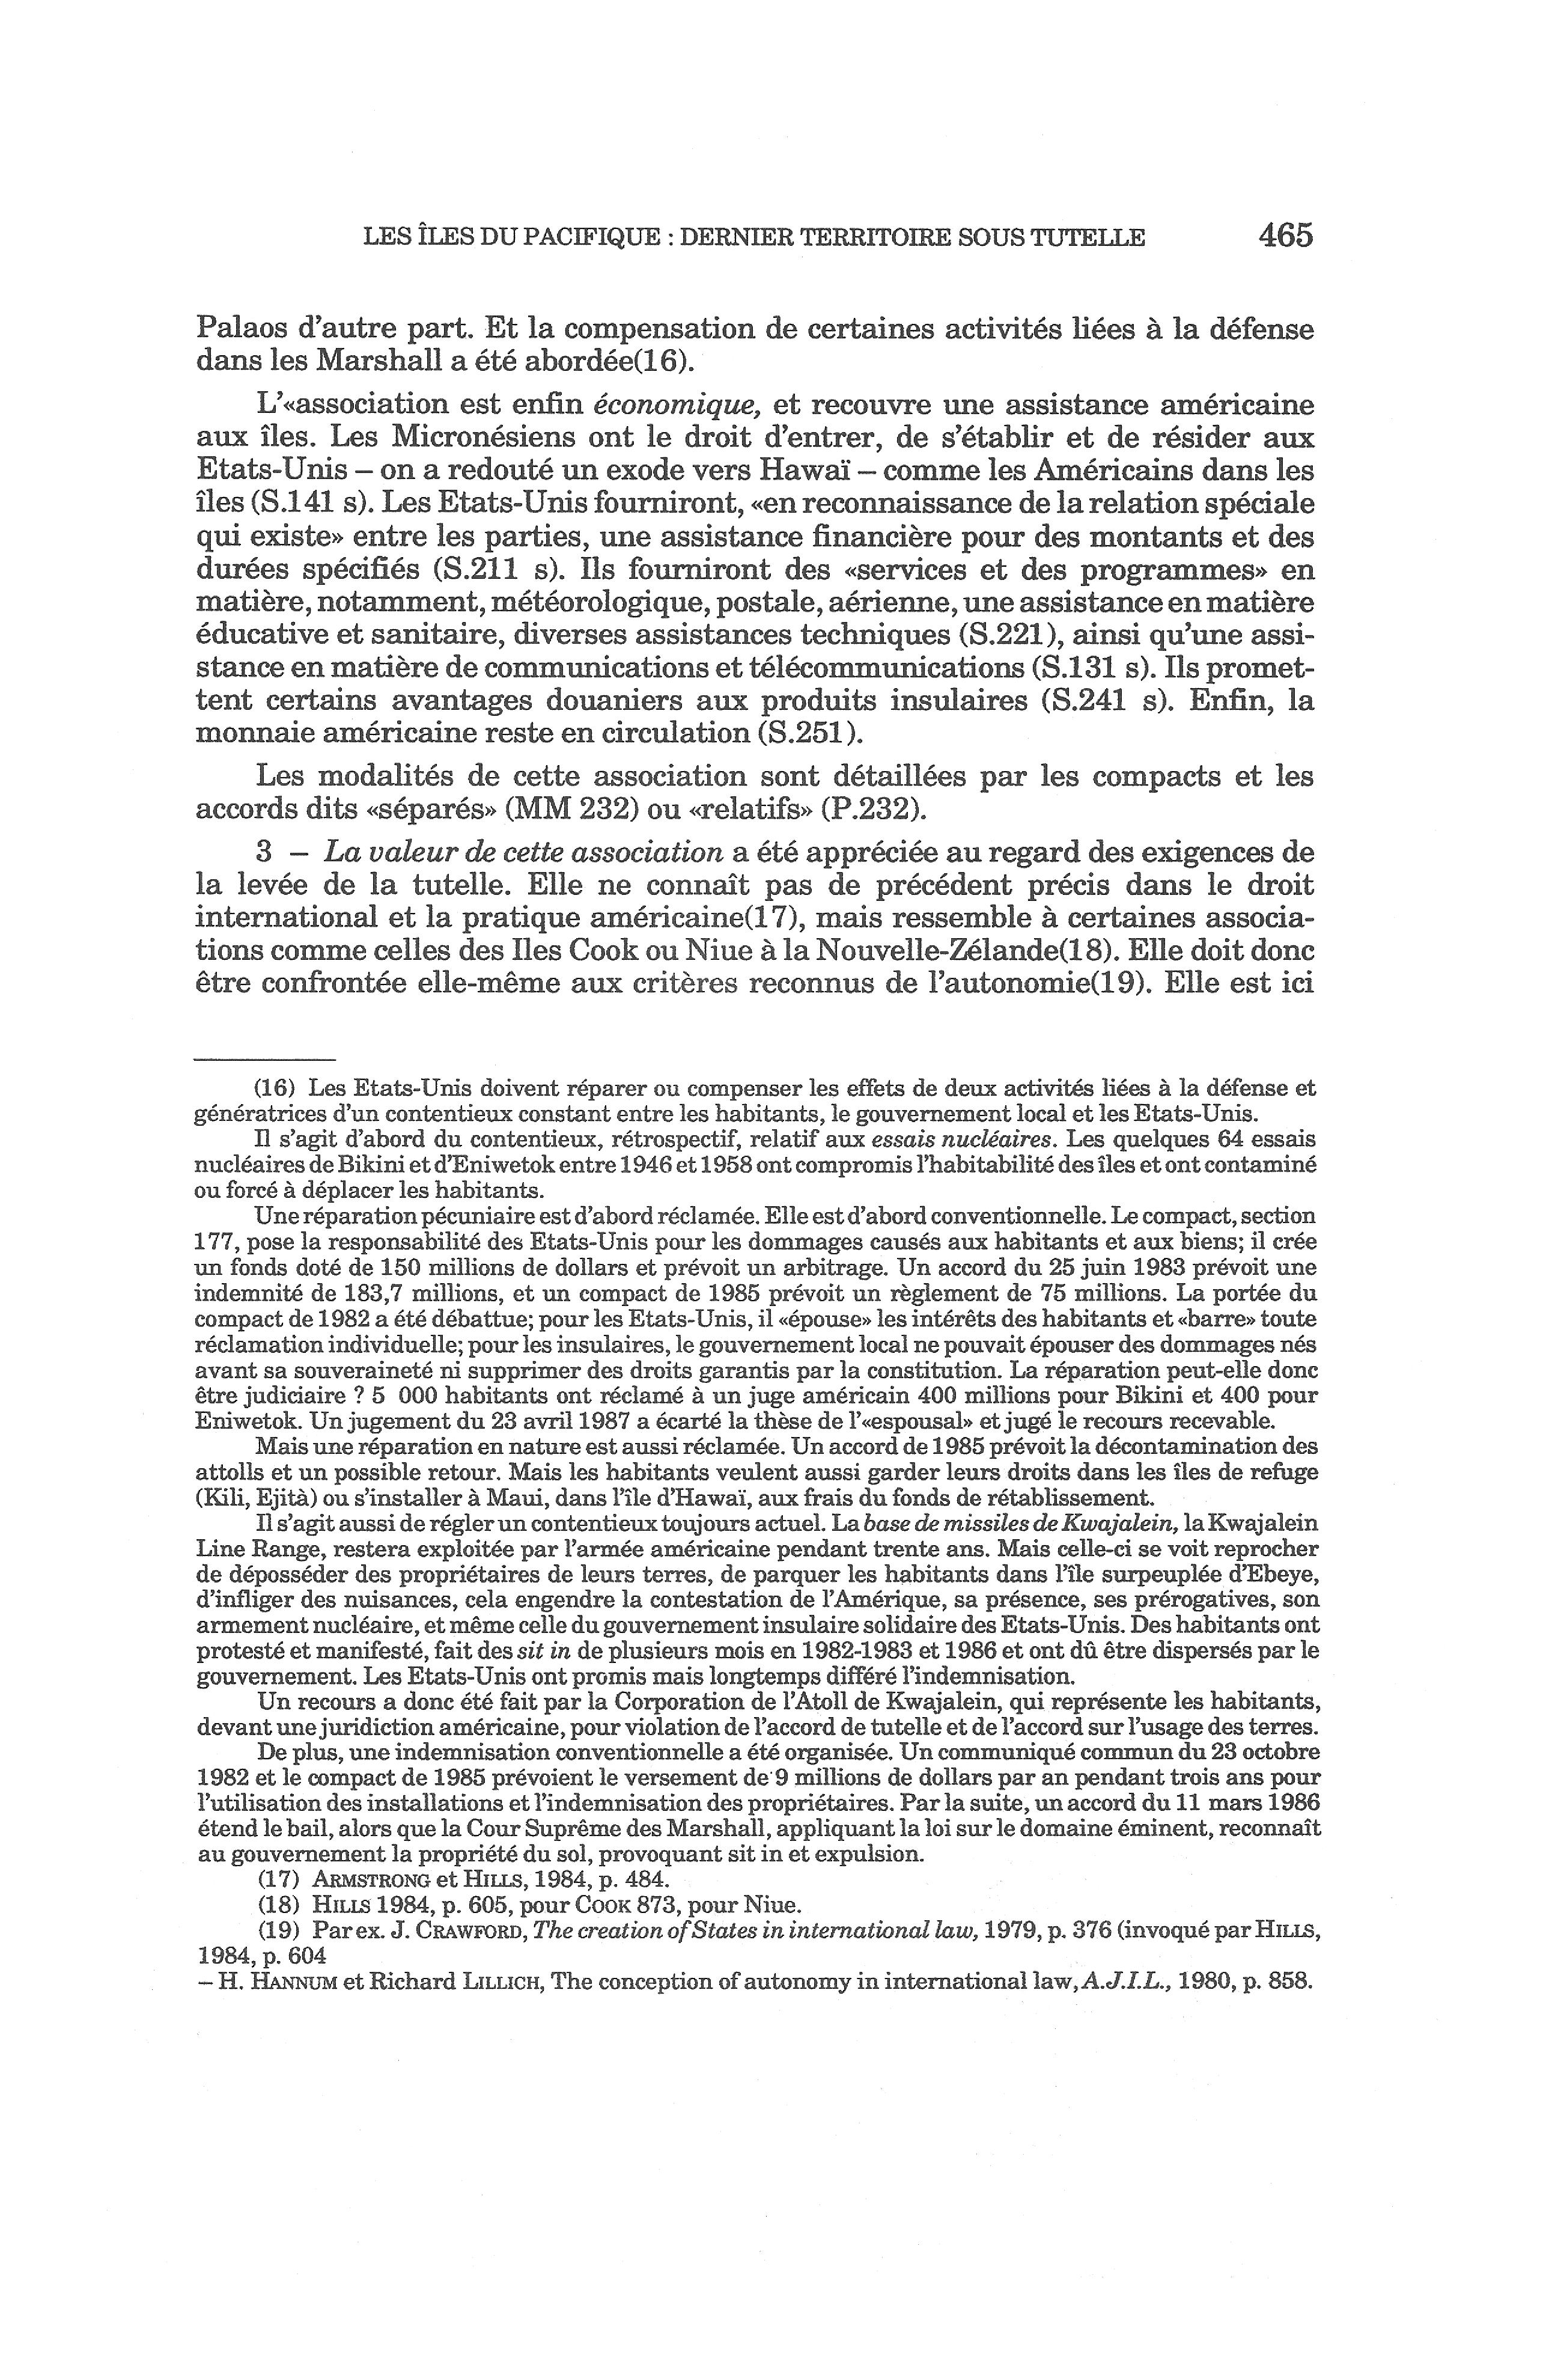 LES ÎLES DU PACIFIQUE : DERNIER TERRITOIRE SOUS TUTELLE 465
Palaos d'autre part. Et la compensation de certaines activités liées à la défense
dans les Marshall a été abordée(16).
L'«association est enfin économique, et recouvre une assistance américaine
aux îles. Les Micronésiens ont le droit d'entrer, de s'établir et de résider aux
Etats-Unis – on a redouté un exode vers Hawaï – comme les Américains dans les
îles (S.141 s). Les Etats-Unis fourniront, «en reconnaissance de la relation spéciale
qui existe» entre les parties, une assistance financière pour des montants et des
durées spécifiés (S.211 s). Ils fourniront des «services et des programmes» en
matière, notamment, météorologique, postale, aérienne, une assistance en matière
éducative et sanitaire, diverses assistances techniques (S.221), ainsi qu'une assi-
stance en matière de communications et télécommunications (S.131 s). Ils promet-
tent certains avantages douaniers aux produits insulaires (S.241 s). Enfin, la
monnaie américaine reste en circulation (S.251).
Les modalités de cette association sont détaillées par les compacts et les
accords dits «séparés» (MM 232) ou «relatifs» (P.232).
3 – La valeur de cette association a été appréciée au regard des exigences de
la levée de la tutelle. Elle ne connaît pas de précédent précis dans le droit
international et la pratique américaine(17), mais ressemble à certaines associa-
tions comme celles des Iles Cook ou Niue à la Nouvelle-Zélande(18). Elle doit donc
être confrontée elle-même aux critères reconnus de l'autonomie(19). Elle est ici
(16) Les Etats-Unis doivent réparer ou compenser les effets de deux activités liées à la défense et
génératrices d'un contentieux constant entre les habitants, le gouvernement local et les Etats-Unis.
Il s'agit d'abord du contentieux, rétrospectif, relatif aux essais nucléaires. Les quelques 64 essais
nucléaires de Bikini et d'Eniwetok entre 1946 et 1958 ont compromis l'habitabilité des îles et ont contaminé
ou forcé à déplacer les habitants.
Une réparation pécuniaire est d'abord réclamée. Elle est d'abord conventionnelle. Le compact, section
177, pose la responsabilité des Etats-Unis pour les dommages causés aux habitants et aux biens; il crée
un fonds doté de 150 millions de dollars et prévoit un arbitrage. Un accord du 25 juin 1983 prévoit une
indemnité de 183,7 millions, et un compact de 1985 prévoit un règlement de 75 millions. La portée du
compact de 1982 a été débattue; pour les Etats-Unis, il «épouse» les intérêts des habitants et «barre» toute
réclamation individuelle; pour les insulaires, le gouvernement local ne pouvait épouser des dommages nés
avant sa souveraineté ni supprimer des droits garantis par la constitution. La réparation peut-elle donc
être judiciaire ? 5 000 habitants ont réclamé à un juge américain 400 millions pour Bikini et 400 pour
Eniwetok. Un jugement du 23 avril 1987 a écarté la thèse de l'«espousal» et jugé le recours recevable.
Mais une réparation en nature est aussi réclamée. Un accord de 1985 prévoit la décontamination des
attolls et un possible retour. Mais les habitants veulent aussi garder leurs droits dans les îles de refuge
(Kili, Ejità) ou s'installer à Maui, dans l'île d'Hawaï, aux frais du fonds de rétablissement.
Il s'agit aussi de régler un contentieux toujours actuel. La base de missiles de Kwajalein, la Kwajalein
Line Range, restera exploitée par l'armée américaine pendant trente ans. Mais celle-ci se voit reprocher
de déposséder des propriétaires de leurs terres, de parquer les habitants dans l'île surpeuplée d'Ebeye,
d'infliger des nuisances, cela engendre la contestation de l'Amérique, sa présence, ses prérogatives, son
armement nucléaire, et même celle du gouvernement insulaire solidaire des Etats-Unis. Des habitants ont
protesté et manifesté, fait des sit in de plusieurs mois en 1982-1983 et 1986 et ont dû être dispersés par le
gouvernement. Les Etats-Unis ont promis mais longtemps différé l'indemnisation.
Un recours a donc été fait par la Corporation de l'Atoll de Kwajalein, qui représente les habitants,
devant une juridiction américaine, pour violation de l'accord de tutelle et de l'accord sur l'usage des terres.
De plus, une indemnisation conventionnelle a été organisée. Un communiqué commun du 23 octobre
1982 et le compact de 1985 prévoient le versement de 9 millions de dollars par an pendant trois ans pour
l'utilisation des installations et l'indemnisation des propriétaires. Par la suite, un accord du 11 mars 1986
étend le bail, alors que la Cour Suprême des Marshall, appliquant la loi sur le domaine éminent, reconnaît
au gouvernement la propriété du sol, provoquant sit in et expulsion.
(17) ARMSTRONG et HILLS, 1984, p. 484.
(18) HILLS 1984, p. 605, pour COOK 873, pour Niue.
(19) Par ex. J. CRAWFORD, The creation of States in international law, 1979, p. 376 (invoqué par HILLS,
1984, p. 604
– H. HANNUM et Richard LILLICH, The conception of autonomy in international law, A.J.I.L., 1980, p. 858.